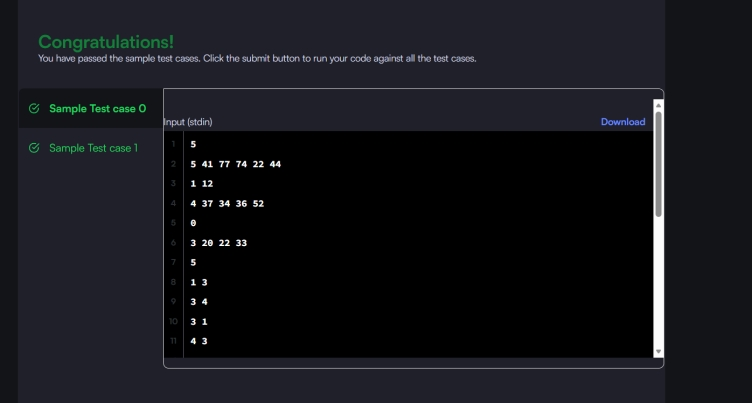 Congratulations!
You have passed the sample test cases. Click the submit button to run your code against all the test cases.
Sample Test case 0
Sample Test case 1
Input (stdin)
Download
1 5
2 5 41 77 74 22 44
3 1 12
4 4 37 34 36 52
5 0
6 3 20 22 33
7 5
8 1 3
9 3 4
10 3 1
11 4 3